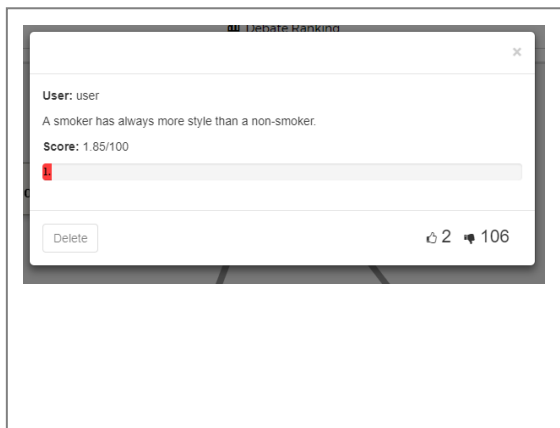 Debate Ranking
×
User: user
A smoker has always more style than a non-smoker.
Score: 1.85/100
1.
Delete
2 106